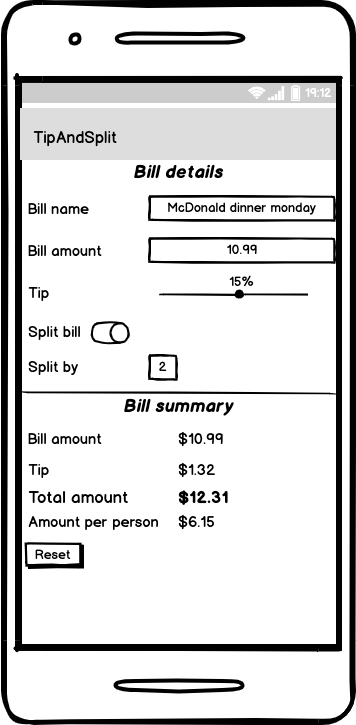 19:12
TipAndSplit
Bill details
Bill name McDonald dinner monday
Bill amount 10.99
15%
Tip
Split bill
Split by 2
Bill summary
Bill amount $10.99
Tip $1.32
Total amount $12.31
Amount per person $6.15
Reset